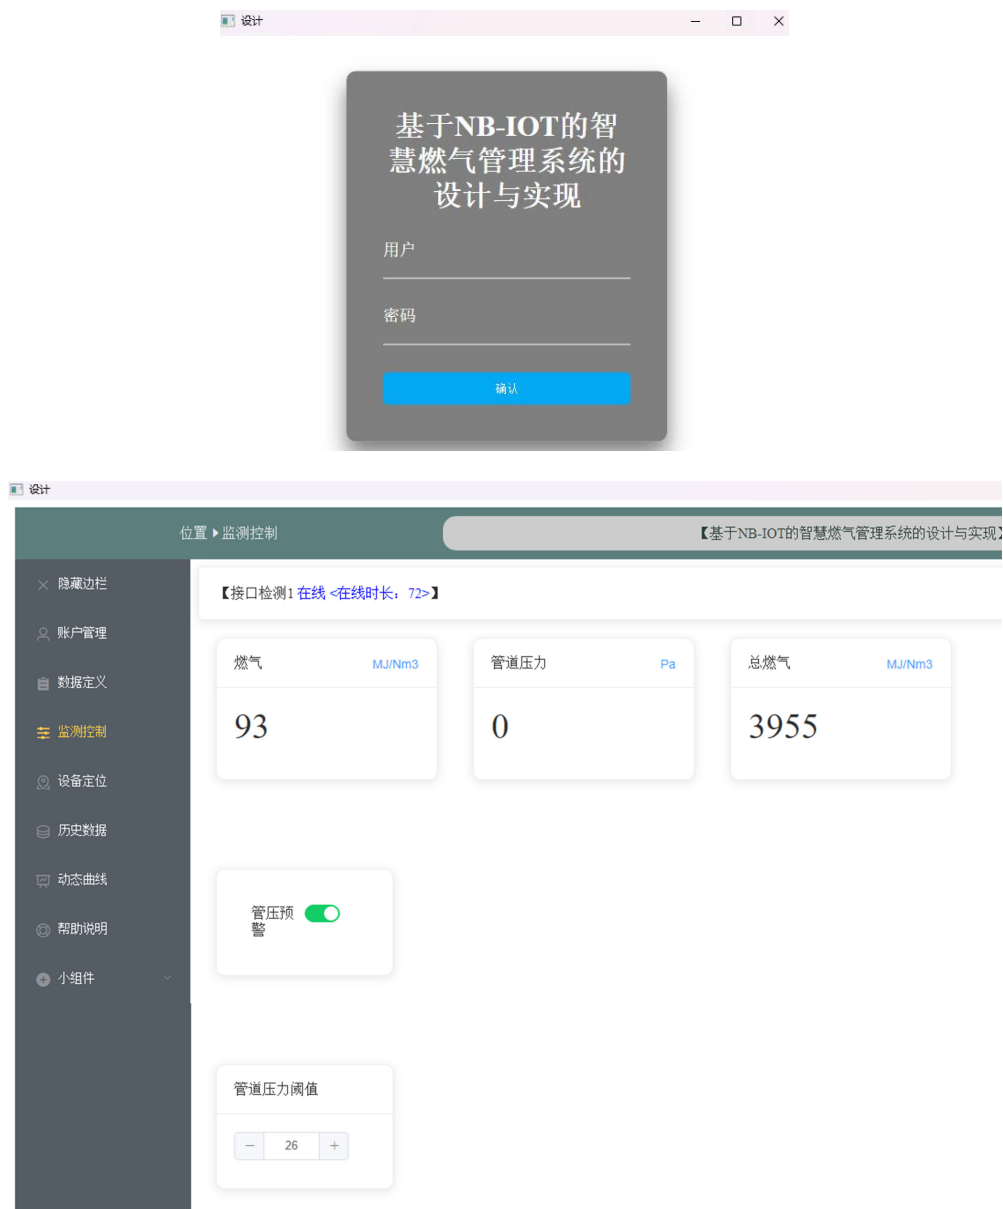 设计
基于NB-IOT的智
慧燃气管理系统的
设计与实现
用户
密码
确认
设计
位置 监测控制
【基于NB-IOT的智慧燃气管理系统的设计与实现】
隐藏边栏
账户管理
数据定义
监测控制
设备定位
历史数据
动态曲线
帮助说明
小组件
【接口检测1 在线 <在线时长：72>】
燃气 MJ/Nm3
93
管道压力 Pa
0
总燃气 MJ/Nm3
3955
管压预
警
管道压力阈值
− 26 +